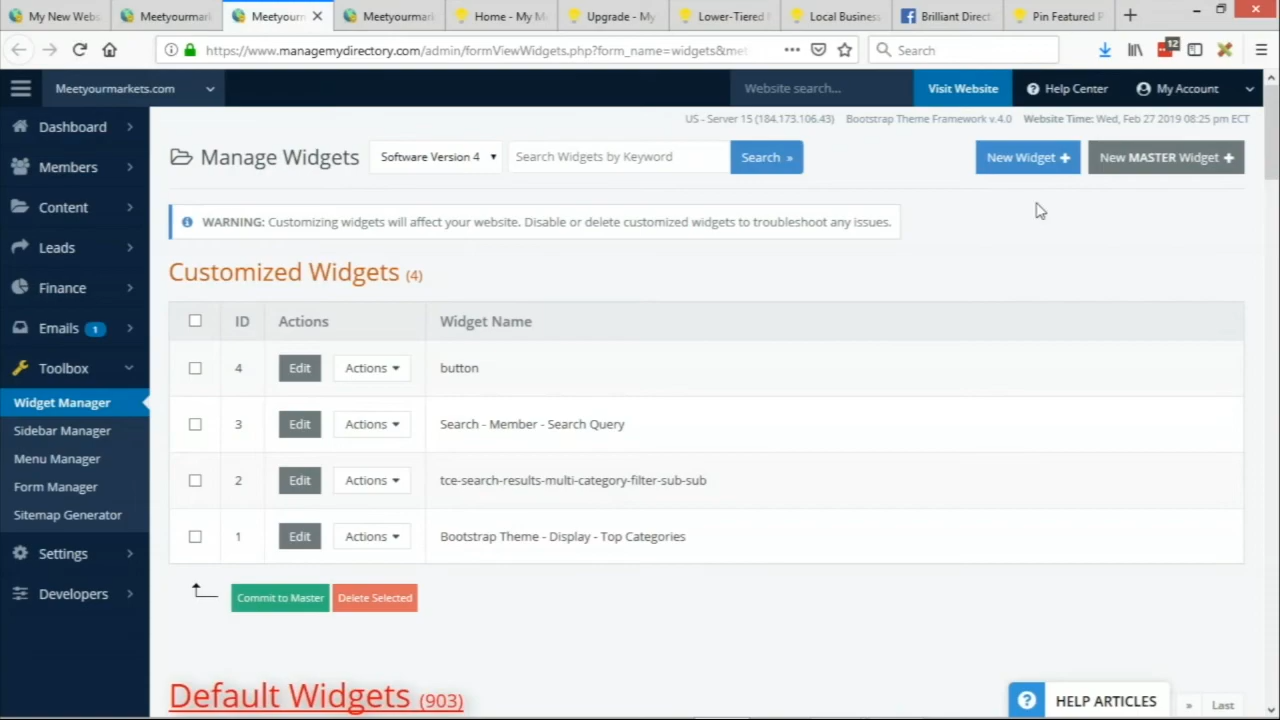 My New Webs
Meetyourmark
Meetyourn
Meetyourmark
Home - My M
Upgrade - My
Lower-Tiered
Local Business
Brilliant Direct
Pin Featured P
https://www.managemydirectory.com/admin/formViewWidgets.php?form_name=widgets&met
Search
12
Meetyourmarkets.com
Website search...
Visit Website
Help Center
My Account
US - Server 15 (184.173.106.43) Bootstrap Theme Framework v.4.0 Website Time: Wed, Feb 27 2019 08:25 pm ECT
Dashboard
Members
Content
Leads
Finance
Emails 1
Toolbox
Widget Manager
Sidebar Manager
Menu Manager
Form Manager
Sitemap Generator
Settings
Developers
Manage Widgets
Software Version 4
Search Widgets by Keyword
Search »
New Widget
New MASTER Widget
WARNING: Customizing widgets will affect your website. Disable or delete customized widgets to troubleshoot any issues.
Customized Widgets (4)
ID Actions Widget Name
4 Edit Actions button
3 Edit Actions Search - Member - Search Query
2 Edit Actions tce-search-results-multi-category-filter-sub-sub
1 Edit Actions Bootstrap Theme - Display - Top Categories
Commit to Master Delete Selected
Default Widgets (903)
HELP ARTICLES
» Last